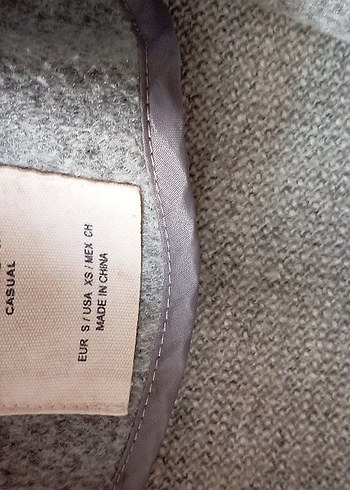 CASUAL
EUR S / USA XS / MEX CH
MADE IN CHINA